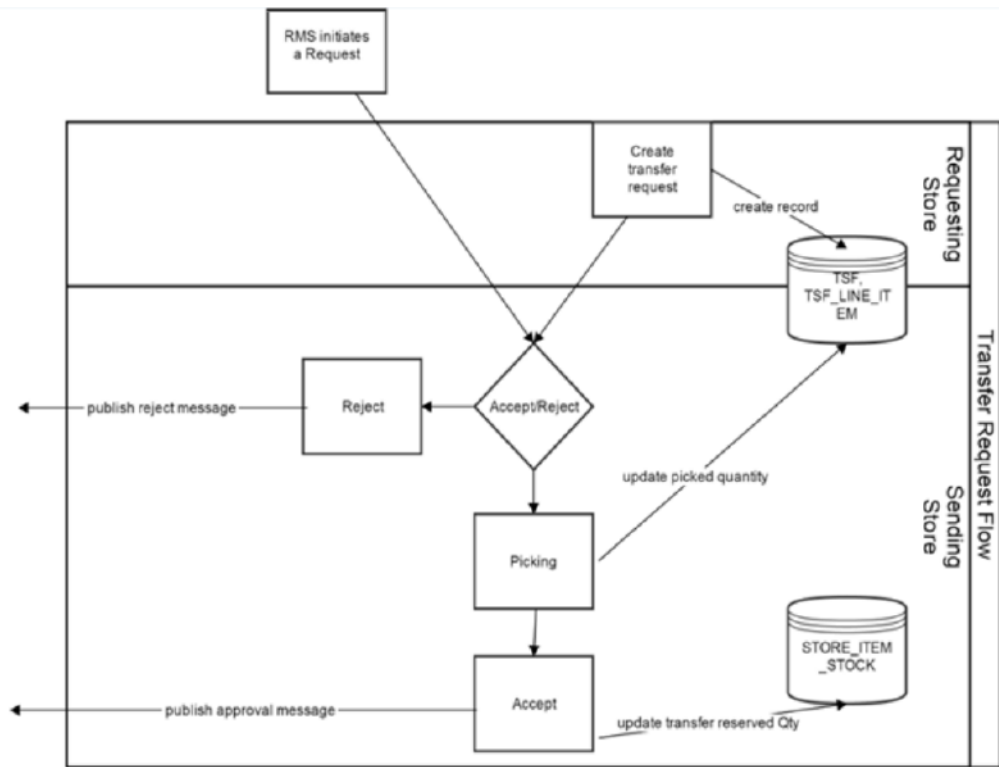 RMS initiates
a Request
Create
transfer
request
create record
Requesting
Store
TSF,
TSF_LINE_IT
EM
Transfer Request Flow
Accept/Reject
Reject
publish reject message
update picked quantity
Sending
Store
Picking
STORE_ITEM
_STOCK
Accept
publish approval message
update transfer reserved Qty